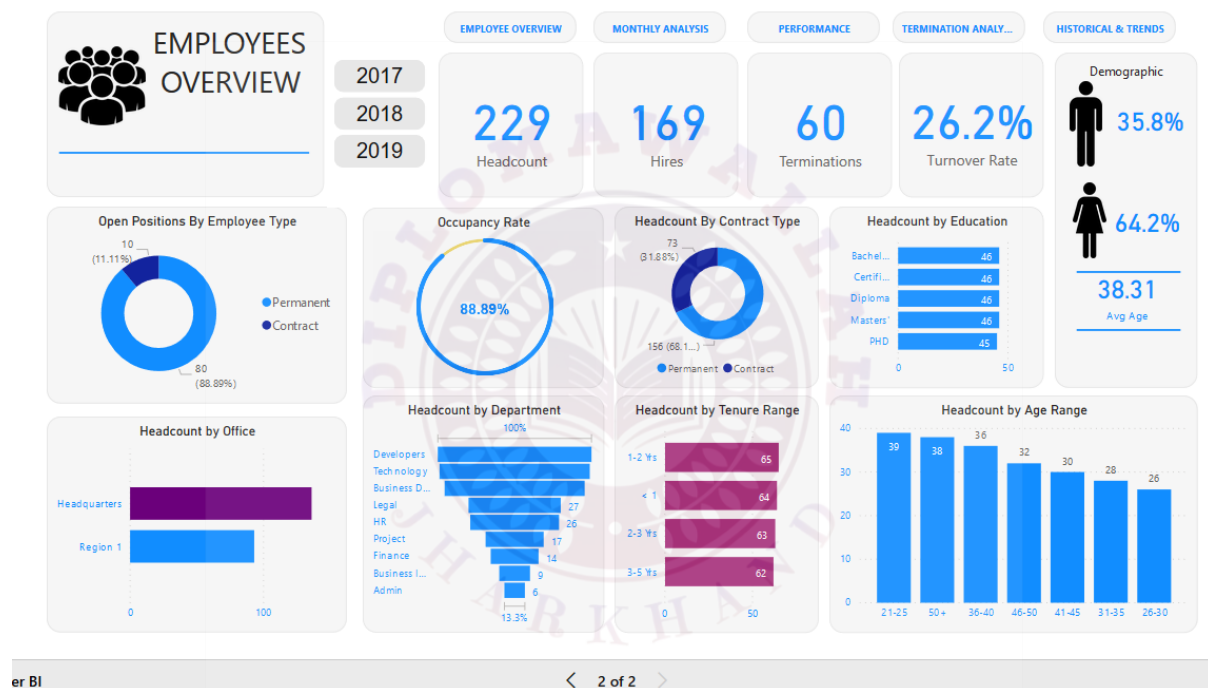 EMPLOYEES
OVERVIEW
2017
2018
2019
EMPLOYEE OVERVIEW
MONTHLY ANALYSIS
PERFORMANCE
TERMINATION ANALY...
HISTORICAL & TRENDS
229
Headcount
169
Hires
60
Terminations
26.2%
Turnover Rate
Demographic
35.8%
64.2%
38.31
Avg Age
Open Positions By Employee Type
10
(11.11%)
Permanent
Contract
80
(88.89%)
Occupancy Rate
88.89%
Headcount By Contract Type
73
(31.88%)
156 (68.1...)
Permanent Contract
Headcount by Education
Bachel... 46
Certifi... 46
Diploma 46
Masters' 46
PHD 45
0 50
Headcount by Office
Headquarters
Region 1
0 100
Headcount by Department
100%
Developers
Technology
Business D...
Legal 27
HR 26
Project 17
Finance 14
Business I... 9
Admin 6
13.3%
Headcount by Tenure Range
1-2 Yrs 65
< 1 64
2-3 Yrs 63
3-5 Yrs 62
0 50
Headcount by Age Range
40
30
20
10
0
39 38 36 32 30 28 26
21-25 50+ 36-40 46-50 41-45 31-35 26-30
DIPLOMAWALLAH
JHARKHAND
er BI
2 of 2